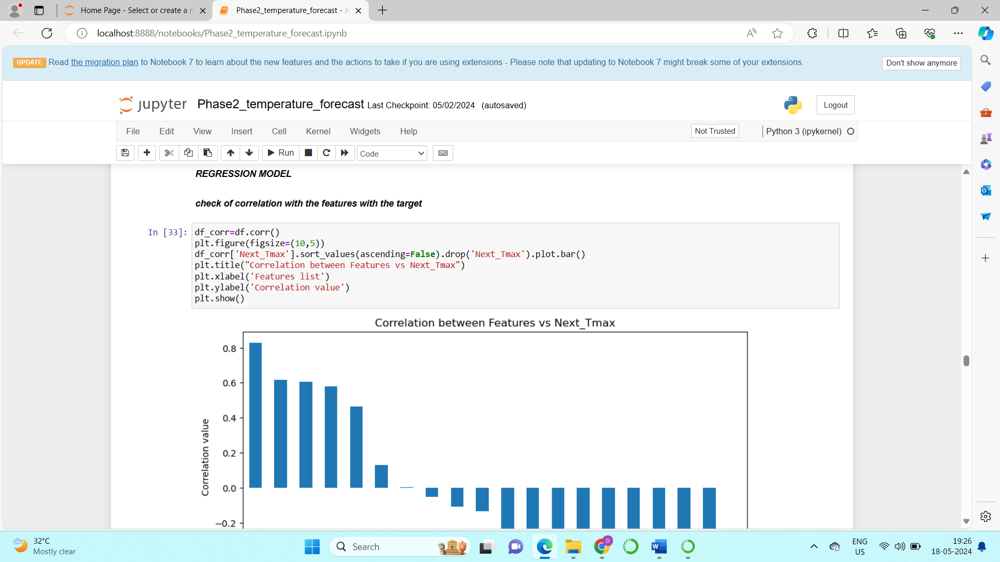 Home Page - Select or create a n
Phase2_temperature_forecast - Ju
localhost:8888/notebooks/Phase2_temperature_forecast.ipynb
UPDATE Read the migration plan to Notebook 7 to learn about the new features and the actions to take if you are using extensions - Please note that updating to Notebook 7 might break some of your extensions.
Don't show anymore
jupyter Phase2_temperature_forecast Last Checkpoint: 05/02/2024 (autosaved)
Logout
File Edit View Insert Cell Kernel Widgets Help
Not Trusted
Python 3 (ipykernel)
Run
Code
REGRESSION MODEL
check of correlation with the features with the target
In [33]:
df_corr=df.corr()
plt.figure(figsize=(10,5))
df_corr['Next_Tmax'].sort_values(ascending=False).drop('Next_Tmax').plot.bar()
plt.title("Correlation between Features vs Next_Tmax")
plt.xlabel('Features list')
plt.ylabel('Correlation value')
plt.show()
Correlation between Features vs Next_Tmax
0.8
0.6
0.4
0.2
0.0
−0.2
Correlation value
32°C
Mostly clear
Search
D
ENG
US
19:26
18-05-2024